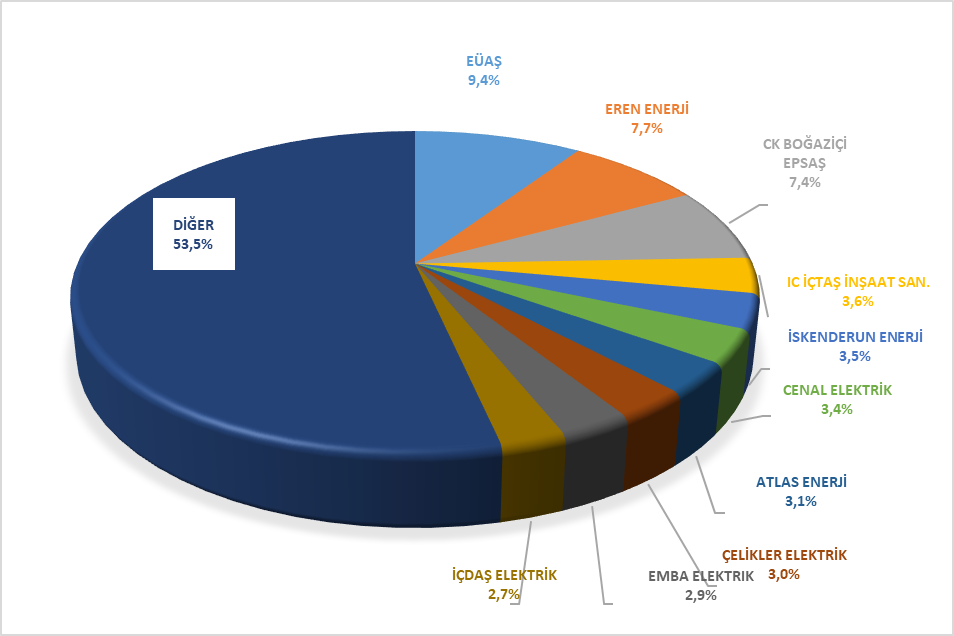 EÜAŞ
9,4%
EREN ENERJİ
7,7%
CK BOĞAZİÇİ
EPSAŞ
7,4%
IC İÇTAŞ İNŞAAT SAN.
3,6%
İSKENDERUN ENERJİ
3,5%
CENAL ELEKTRİK
3,4%
ATLAS ENERJİ
3,1%
ÇELİKLER ELEKTRİK
3,0%
EMBA ELEKTRIK
2,9%
İÇDAŞ ELEKTRİK
2,7%
DİĞER
53,5%